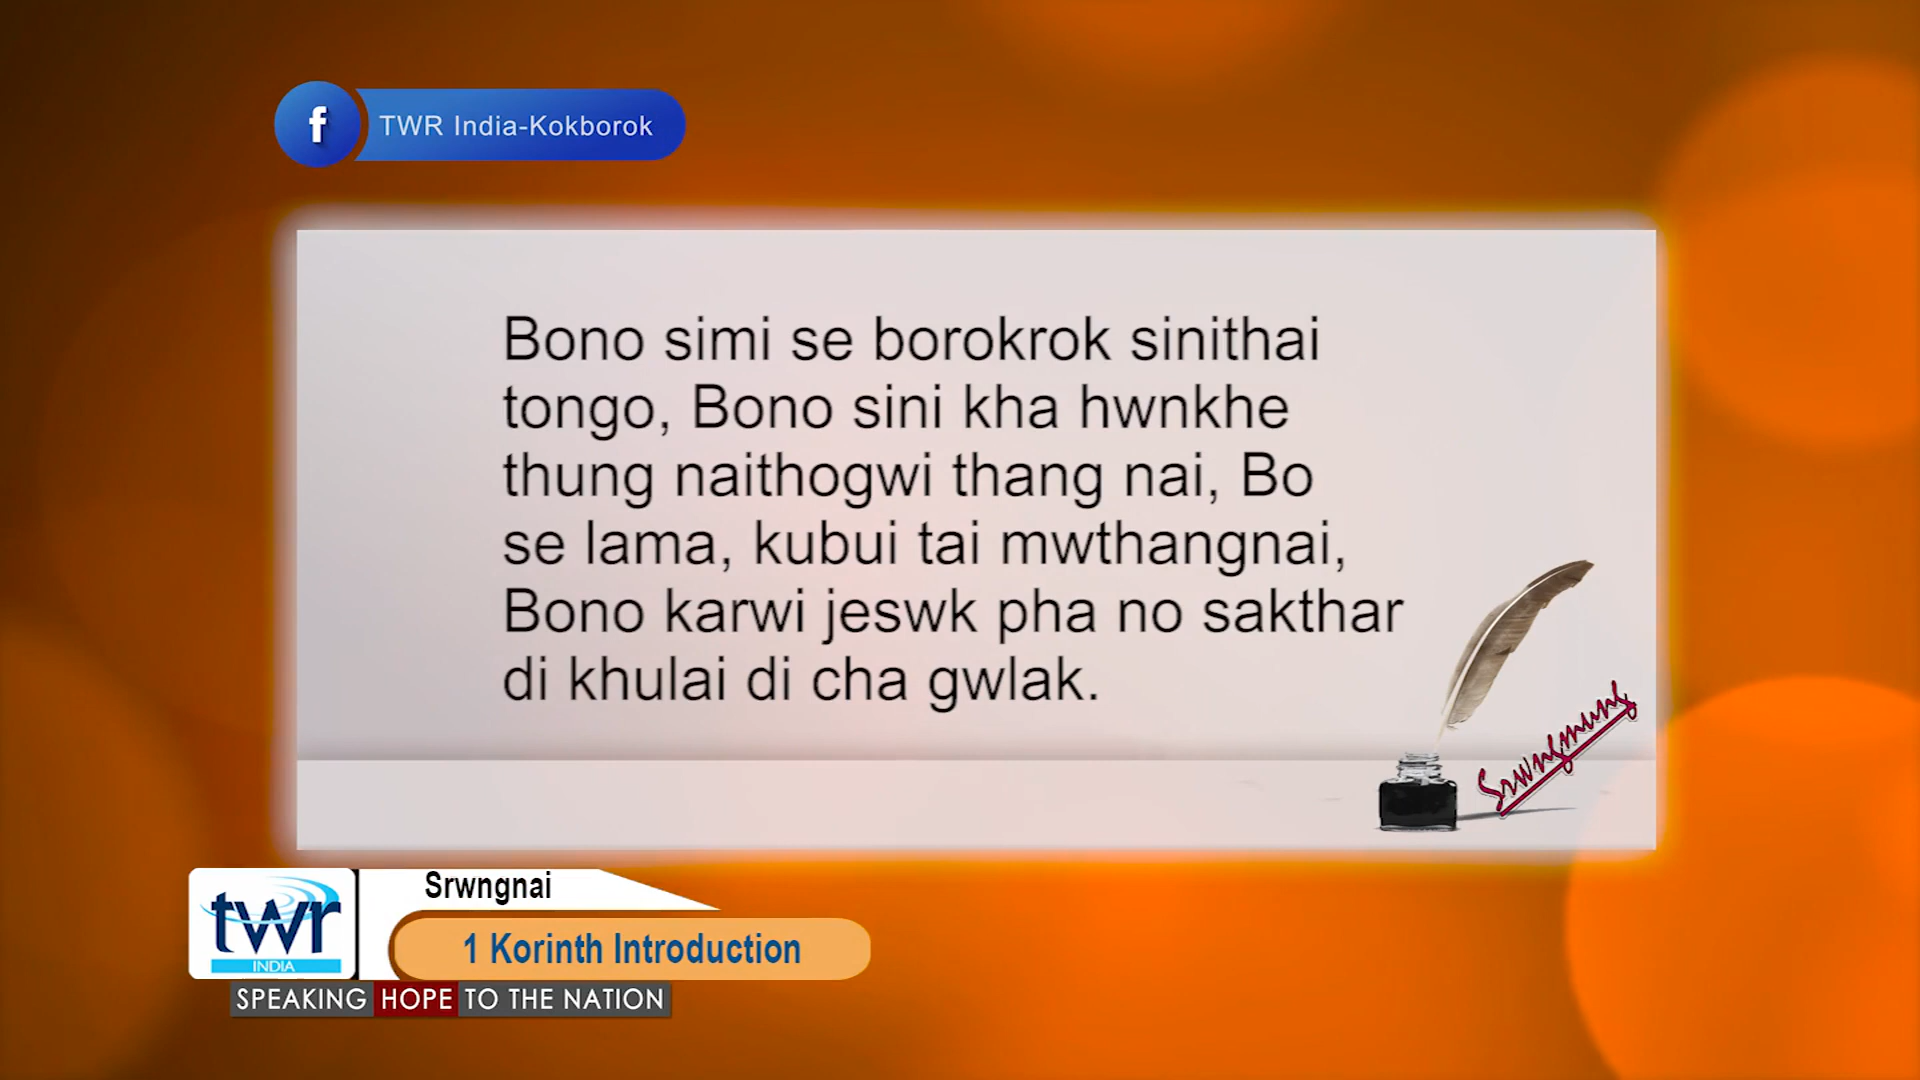 f
TWR India-Kokborok
Bono simi se borokrok sinithai
tongo, Bono sini kha hwnkhe
thung naithogwi thang nai, Bo
se lama, kubui tai mwthangnai,
Bono karwi jeswk pha no sakthar
di khulai di cha gwlak.
Srwngmung
twr
INDIA
Srwngnai
1 Korinth Introduction
SPEAKING HOPE TO THE NATION